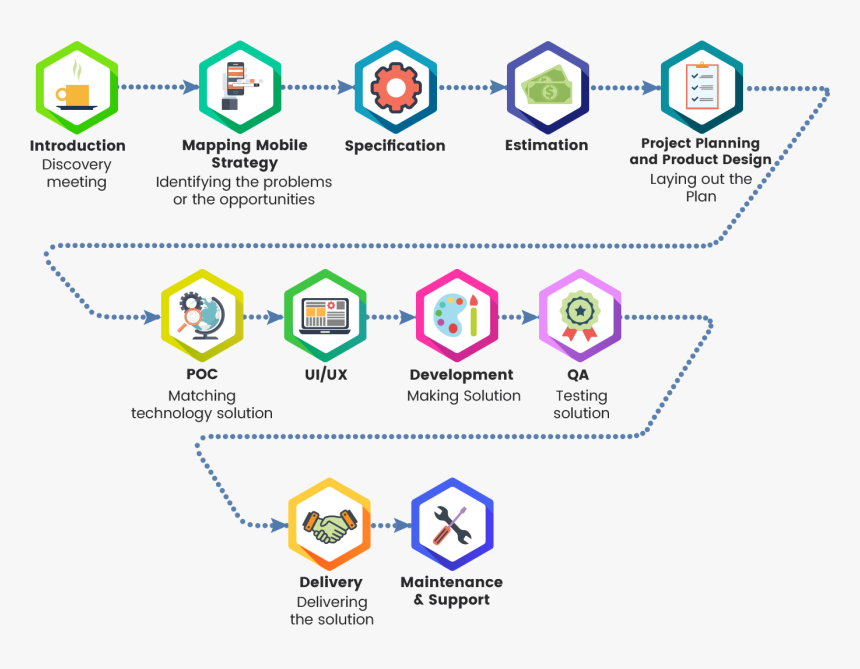 Introduction
Discovery
meeting
Mapping Mobile
Strategy
Identifying the problems
or the opportunities
Specification
Estimation
$
Project Planning
and Product Design
Laying out the
Plan
POC
Matching
technology solution
UI/UX
Development
Making Solution
QA
Testing
solution
Delivery
Delivering
the solution
Maintenance
& Support